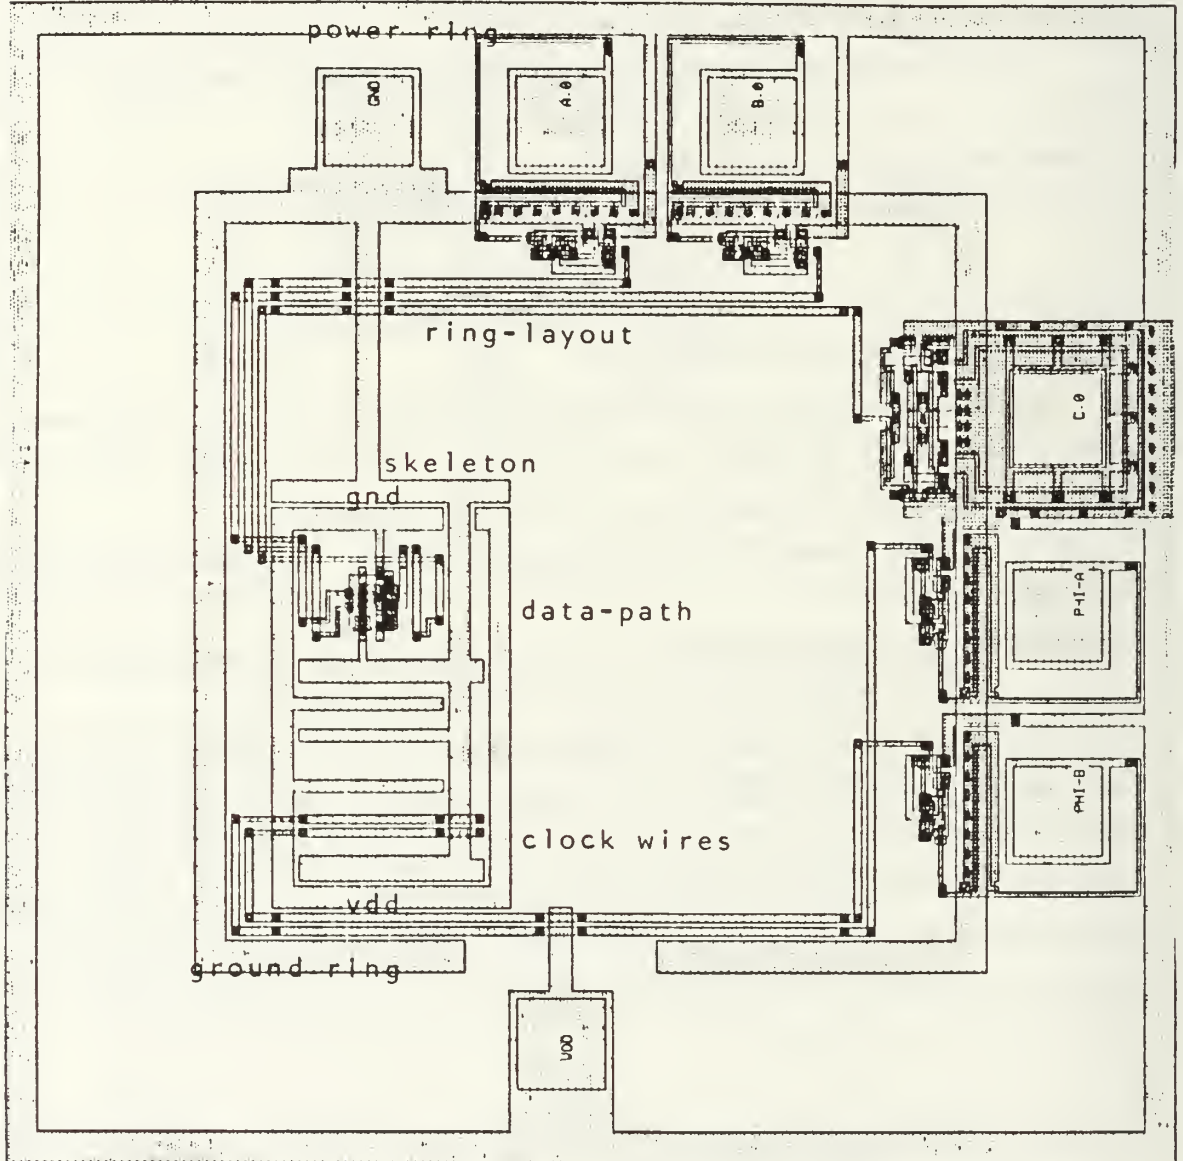 power ring
GND
A.0
B.0
ring-layout
C.0
skeleton
gnd
data-path
PHI-A
PHI-B
clock wires
vdd
ground ring
VDD